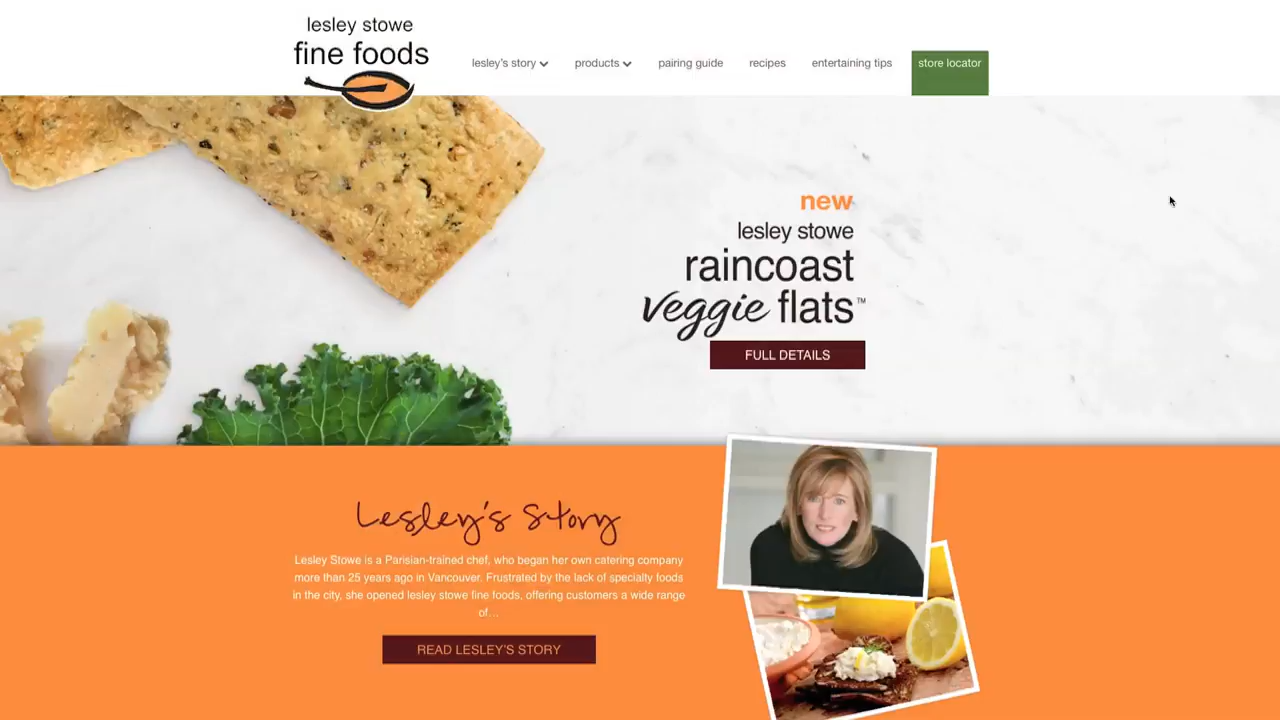 lesley stowe
fine foods
lesley's story
products
pairing guide
recipes
entertaining tips
store locator
new
lesley stowe
raincoast
veggie flats™
FULL DETAILS
Lesley's Story
Lesley Stowe is a Parisian-trained chef, who began her own catering company
more than 25 years ago in Vancouver. Frustrated by the lack of specialty foods
in the city, she opened lesley stowe fine foods, offering customers a wide range
of…
READ LESLEY'S STORY